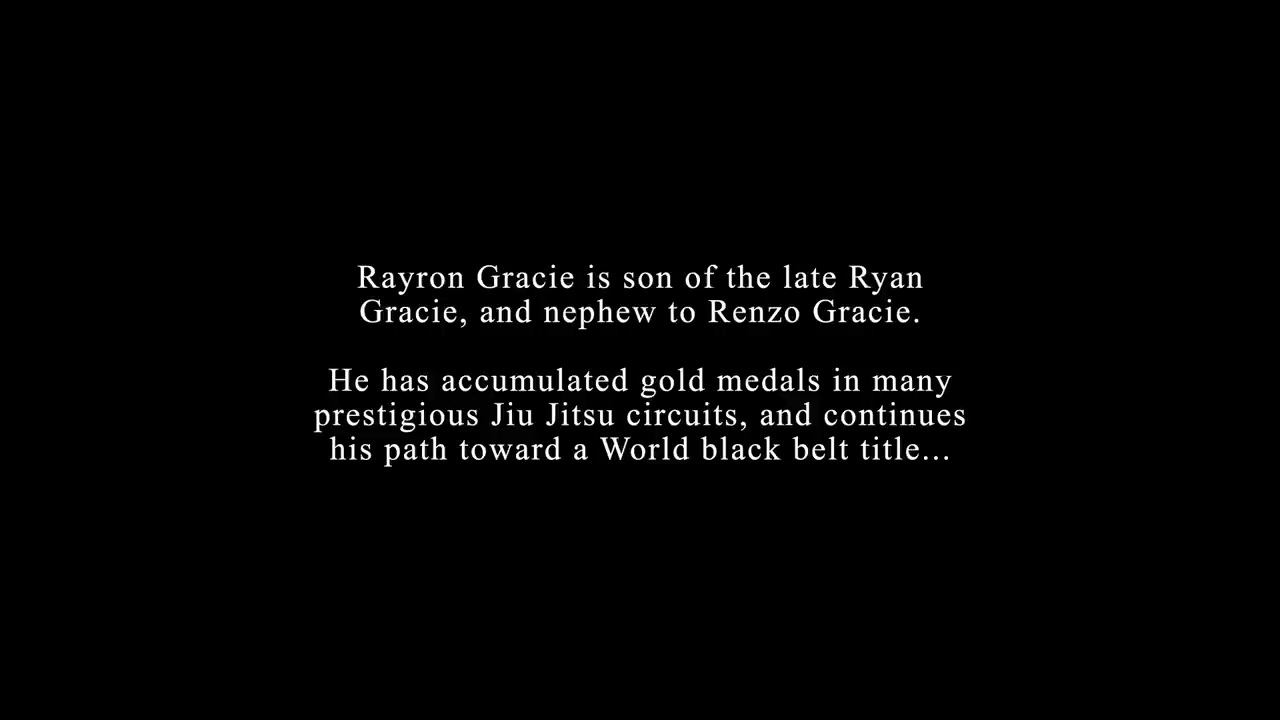 Rayron Gracie is son of the late Ryan
Gracie, and nephew to Renzo Gracie.
He has accumulated gold medals in many
prestigious Jiu Jitsu circuits, and continues
his path toward a World black belt title...